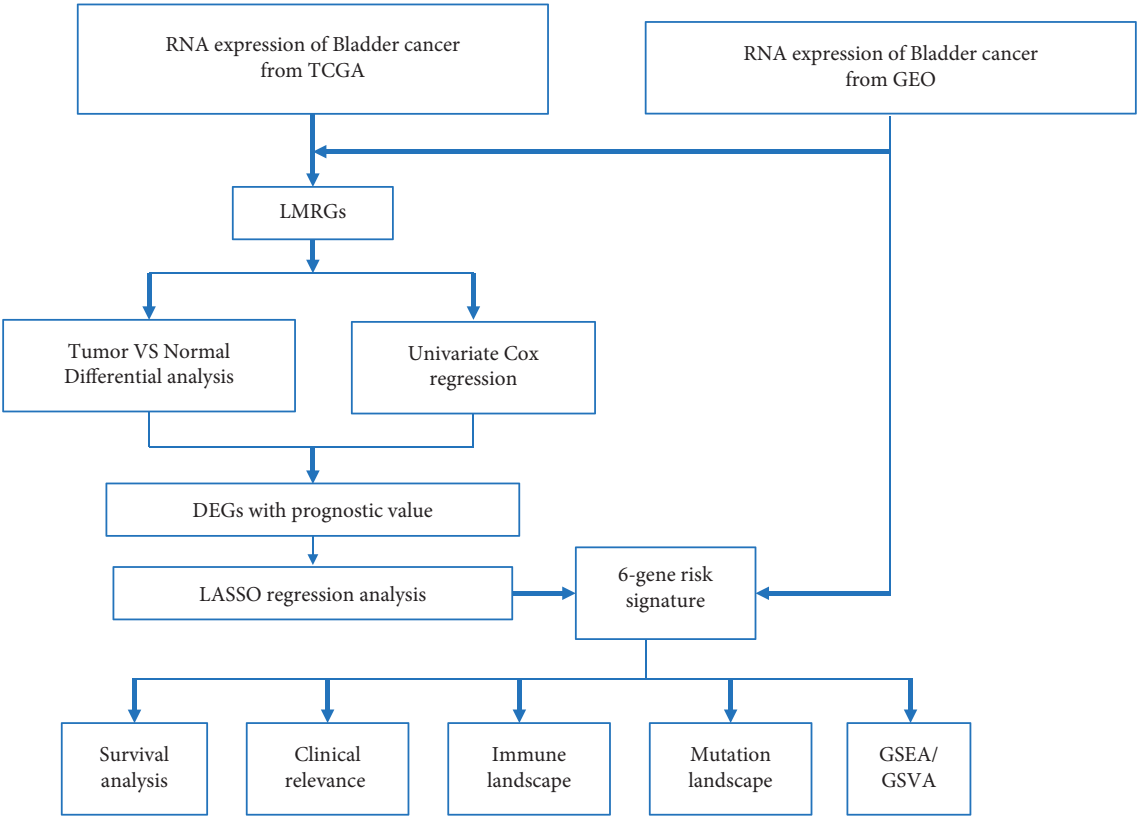 RNA expression of Bladder cancer
from TCGA
RNA expression of Bladder cancer
from GEO
LMRGs
Tumor VS Normal
Differential analysis
Univariate Cox
regression
DEGs with prognostic value
LASSO regression analysis
6-gene risk
signature
Survival
analysis
Clinical
relevance
Immune
landscape
Mutation
landscape
GSEA/
GSVA